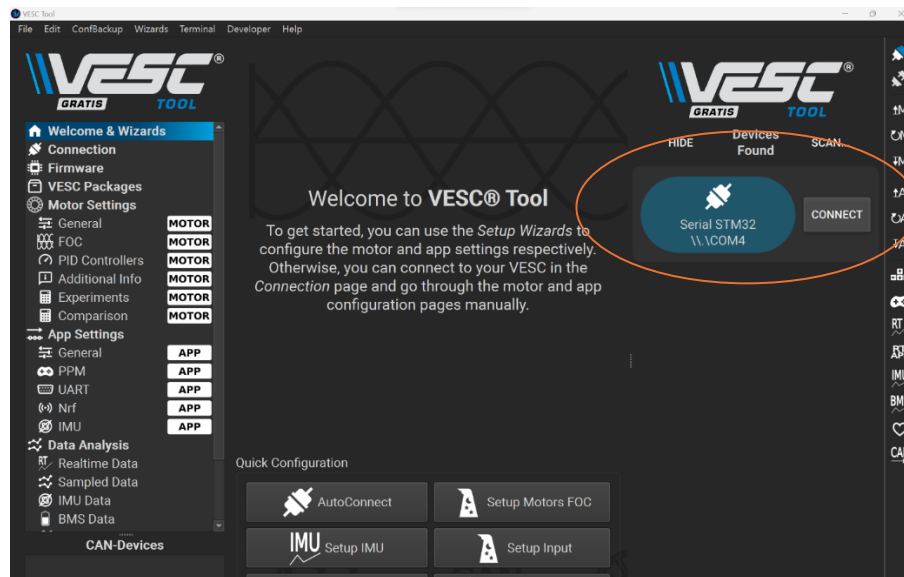 VESC Tool
File Edit ConfBackup Wizards Terminal Developer Help
VESC®
GRATIS TOOL
Welcome & Wizards
Connection
Firmware
VESC Packages
Motor Settings
General MOTOR
FOC MOTOR
PID Controllers MOTOR
Additional Info MOTOR
Experiments MOTOR
Comparison MOTOR
App Settings
General APP
PPM APP
UART APP
Nrf APP
IMU APP
Data Analysis
RT Realtime Data
Sampled Data
IMU Data
BMS Data
CAN-Devices
Welcome to VESC® Tool
To get started, you can use the Setup Wizards to
configure the motor and app settings respectively.
Otherwise, you can connect to your VESC in the
Connection page and go through the motor and app
configuration pages manually.
Quick Configuration
AutoConnect
Setup Motors FOC
IMU Setup IMU
Setup Input
VESC®
GRATIS TOOL
HIDE
Devices
Found
SCAN...
Serial STM32
\\.\COM4
CONNECT
RT
IMU
BMS